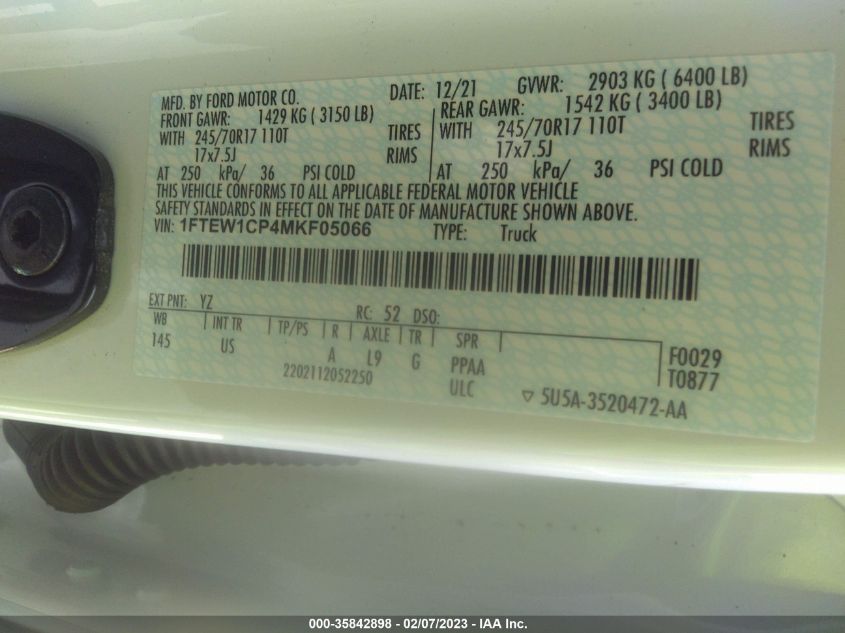 MFD. BY FORD MOTOR CO. DATE: 12/21 GVWR: 2903 KG ( 6400 LB)
FRONT GAWR: 1429 KG ( 3150 LB) REAR GAWR: 1542 KG ( 3400 LB)
WITH 245/70R17 110T TIRES WITH 245/70R17 110T TIRES
17x7.5J RIMS 17x7.5J RIMS
AT 250 kPa/ 36 PSI COLD AT 250 kPa/ 36 PSI COLD
THIS VEHICLE CONFORMS TO ALL APPLICABLE FEDERAL MOTOR VEHICLE
SAFETY STANDARDS IN EFFECT ON THE DATE OF MANUFACTURE SHOWN ABOVE.
VIN: 1FTEW1CP4MKF05066 TYPE: Truck
EXT PNT: YZ RC: 52 DSO:
WB INT TR TP/PS R AXLE TR SPR
145 US A L9 G PPAA F0029
2202112052250 ULC T0877
▽ 5U5A-3520472-AA
000-35842898 - 02/07/2023 - IAA Inc.